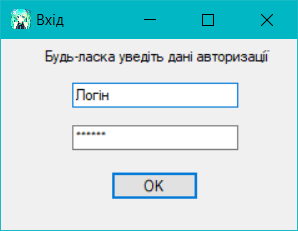 Вхід
Будь-ласка уведіть дані авторизації
Логін
******
OK